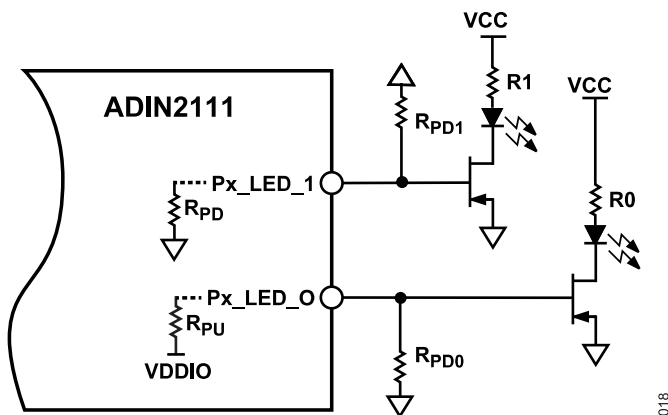 VCC
R1
VCC
ADIN2111
RPD1
Px_LED_1
RPD
R0
Px_LED_O
RPU
VDDIO
RPD0
018